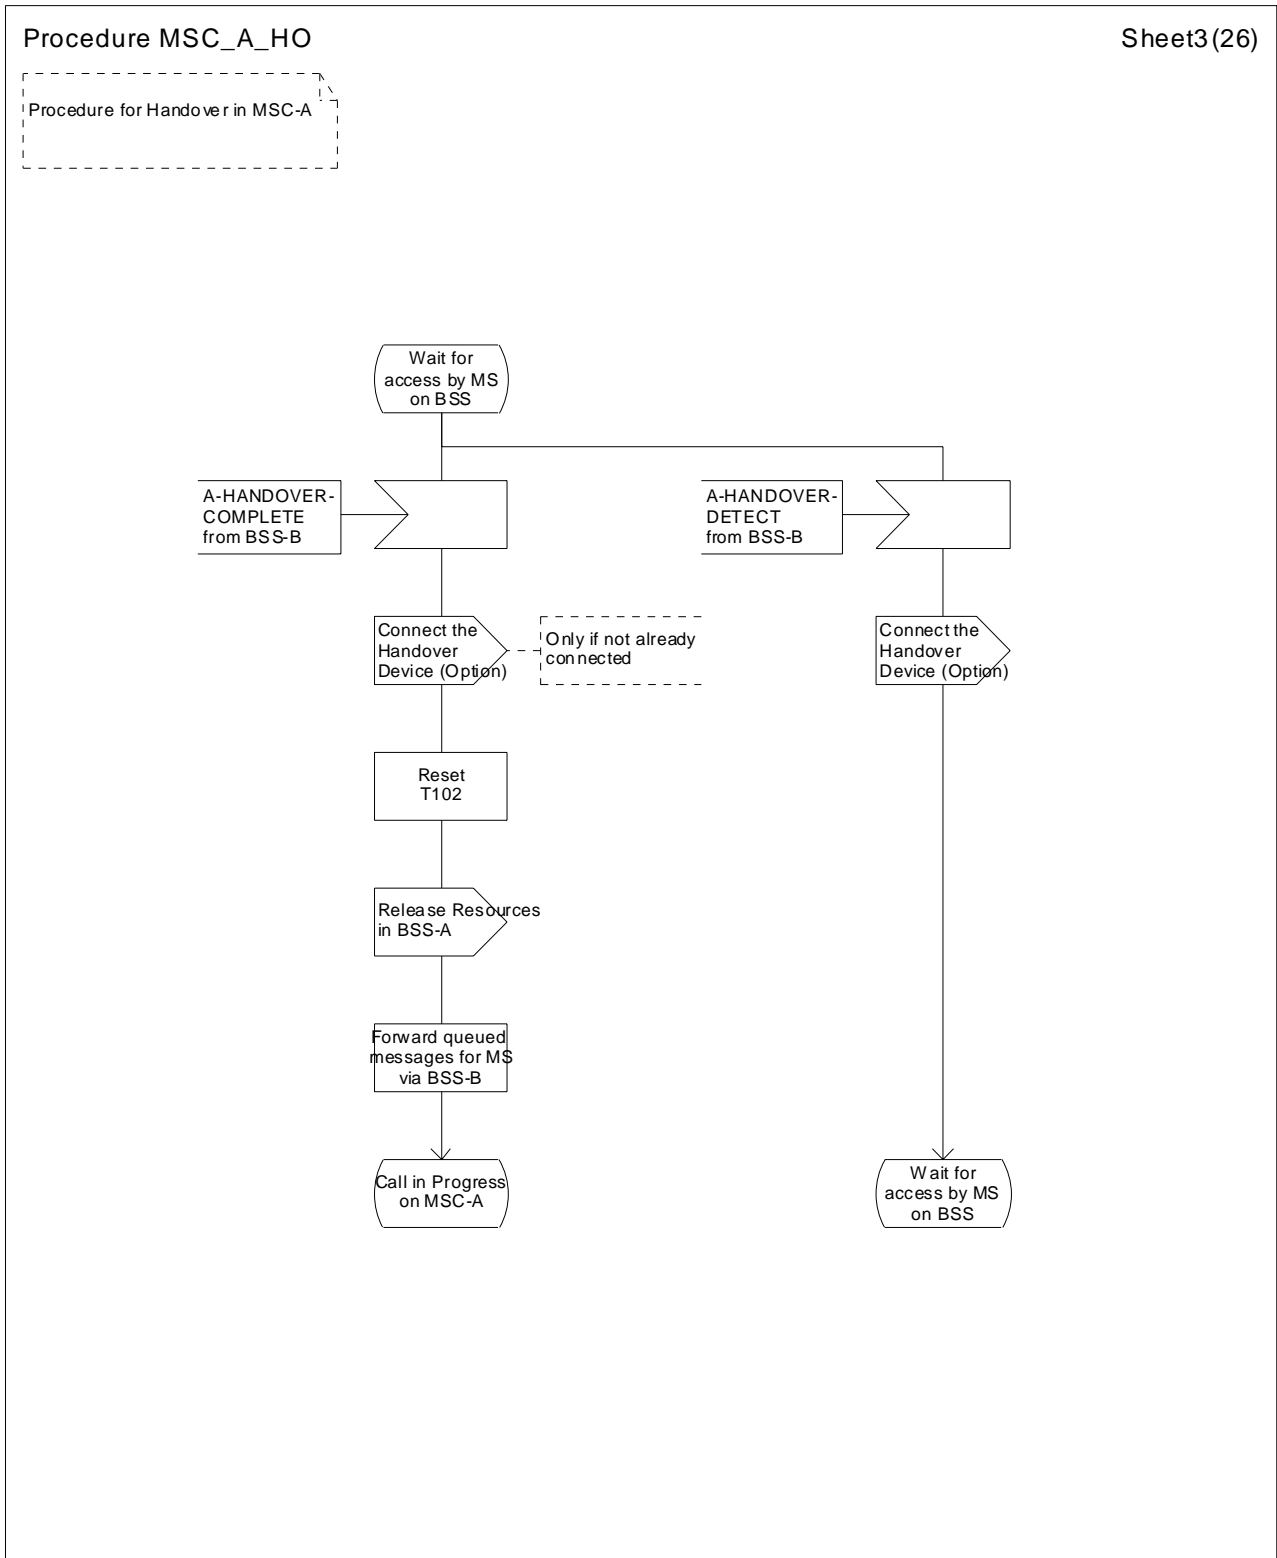 Procedure MSC_A_HO
Sheet3(26)
Procedure for Handover in MSC-A
Wait for
access by MS
on BSS
A-HANDOVER-
COMPLETE
from BSS-B
A-HANDOVER-
DETECT
from BSS-B
Connect the
Handover
Device (Option)
Only if not already
connected
Connect the
Handover
Device (Option)
Reset
T102
Release Resources
in BSS-A
Forward queued
messages for MS
via BSS-B
Call in Progress
on MSC-A
Wait for
access by MS
on BSS